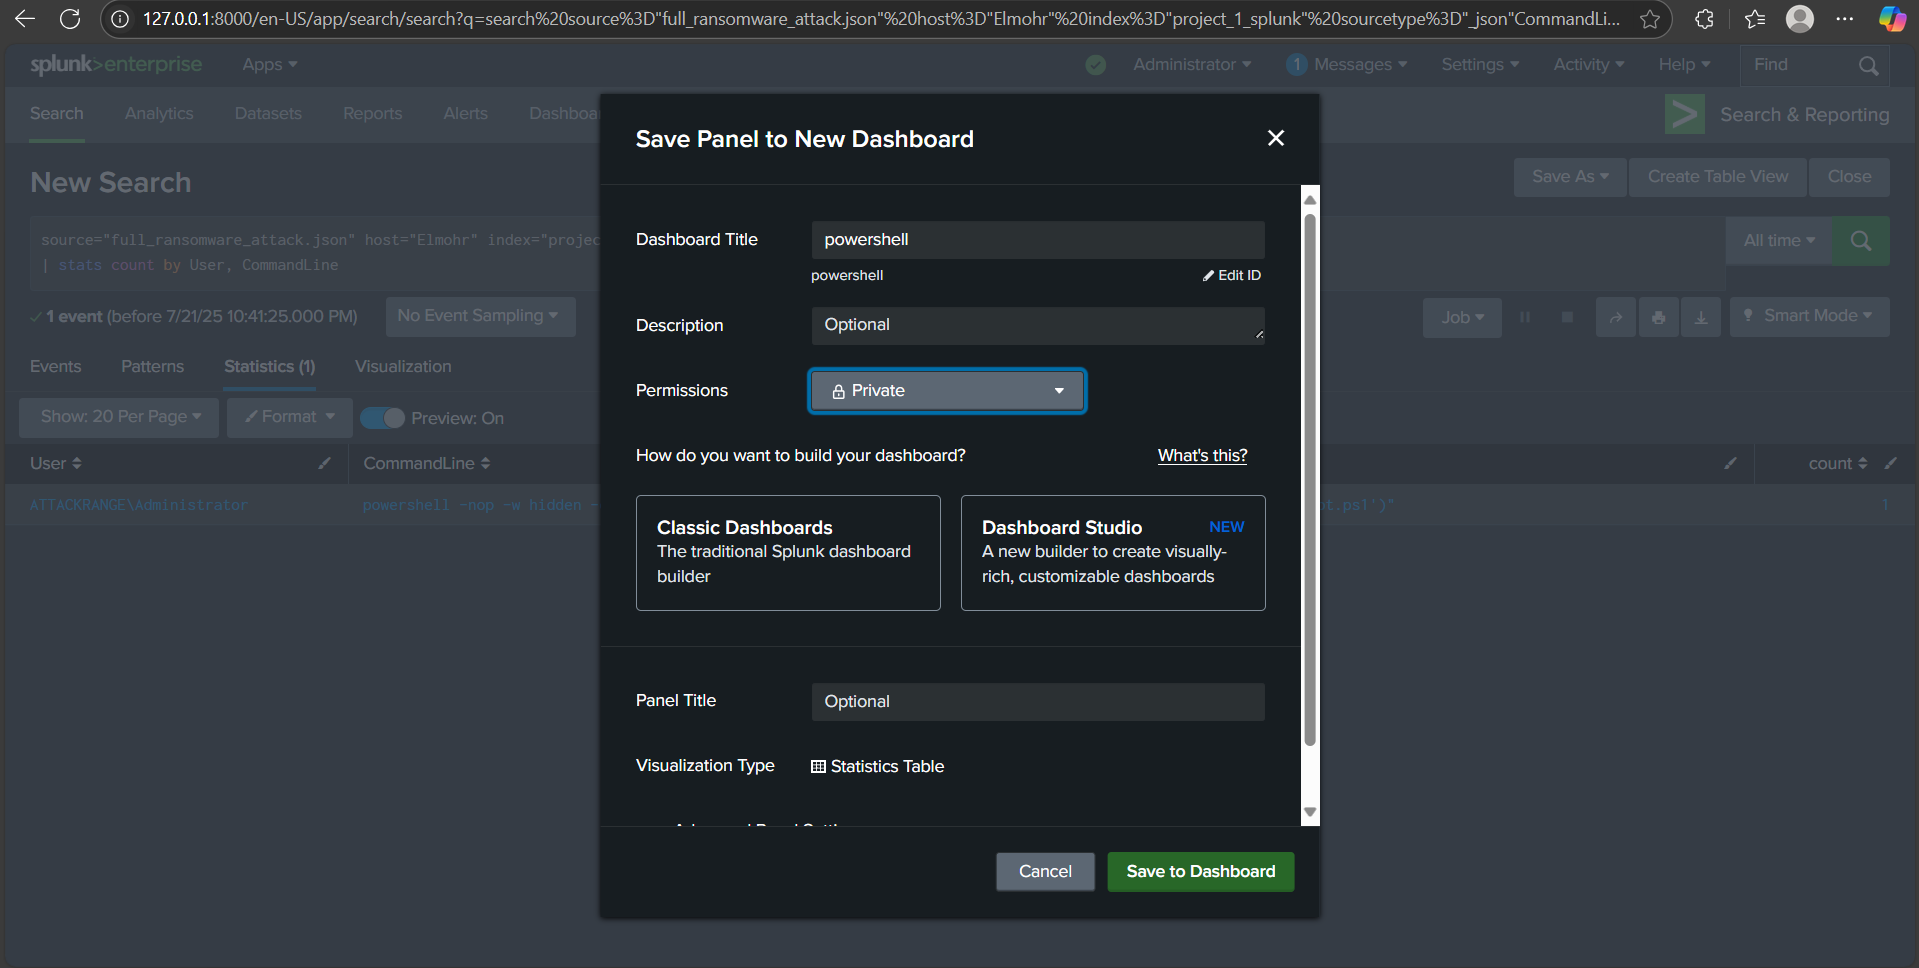 127.0.0.1:8000/en-US/app/search/search?q=search%20source%3D"full_ransomware_attack.json"%20host%3D"Elmohr"%20index%3D"project_1_splunk"%20sourcetype%3D"_json"CommandLi...
splunk>enterprise Apps Administrator 1 Messages Settings Activity Help Find
Search Analytics Datasets Reports Alerts Dashboa Search & Reporting
New Search
Save As Create Table View Close
source="full_ransomware_attack.json" host="Elmohr" index="projec
| stats count by User, CommandLine
All time
1 event (before 7/21/25 10:41:25.000 PM) No Event Sampling Job Smart Mode
Events Patterns Statistics (1) Visualization
Show: 20 Per Page Format Preview: On
User CommandLine count
ATTACKRANGE\Administrator powershell -nop -w hidden - ot.ps1')" 1
Save Panel to New Dashboard
Dashboard Title powershell
powershell Edit ID
Description Optional
Permissions Private
How do you want to build your dashboard? What's this?
Classic Dashboards
The traditional Splunk dashboard
builder
Dashboard Studio NEW
A new builder to create visually-
rich, customizable dashboards
Panel Title Optional
Visualization Type Statistics Table
Cancel Save to Dashboard